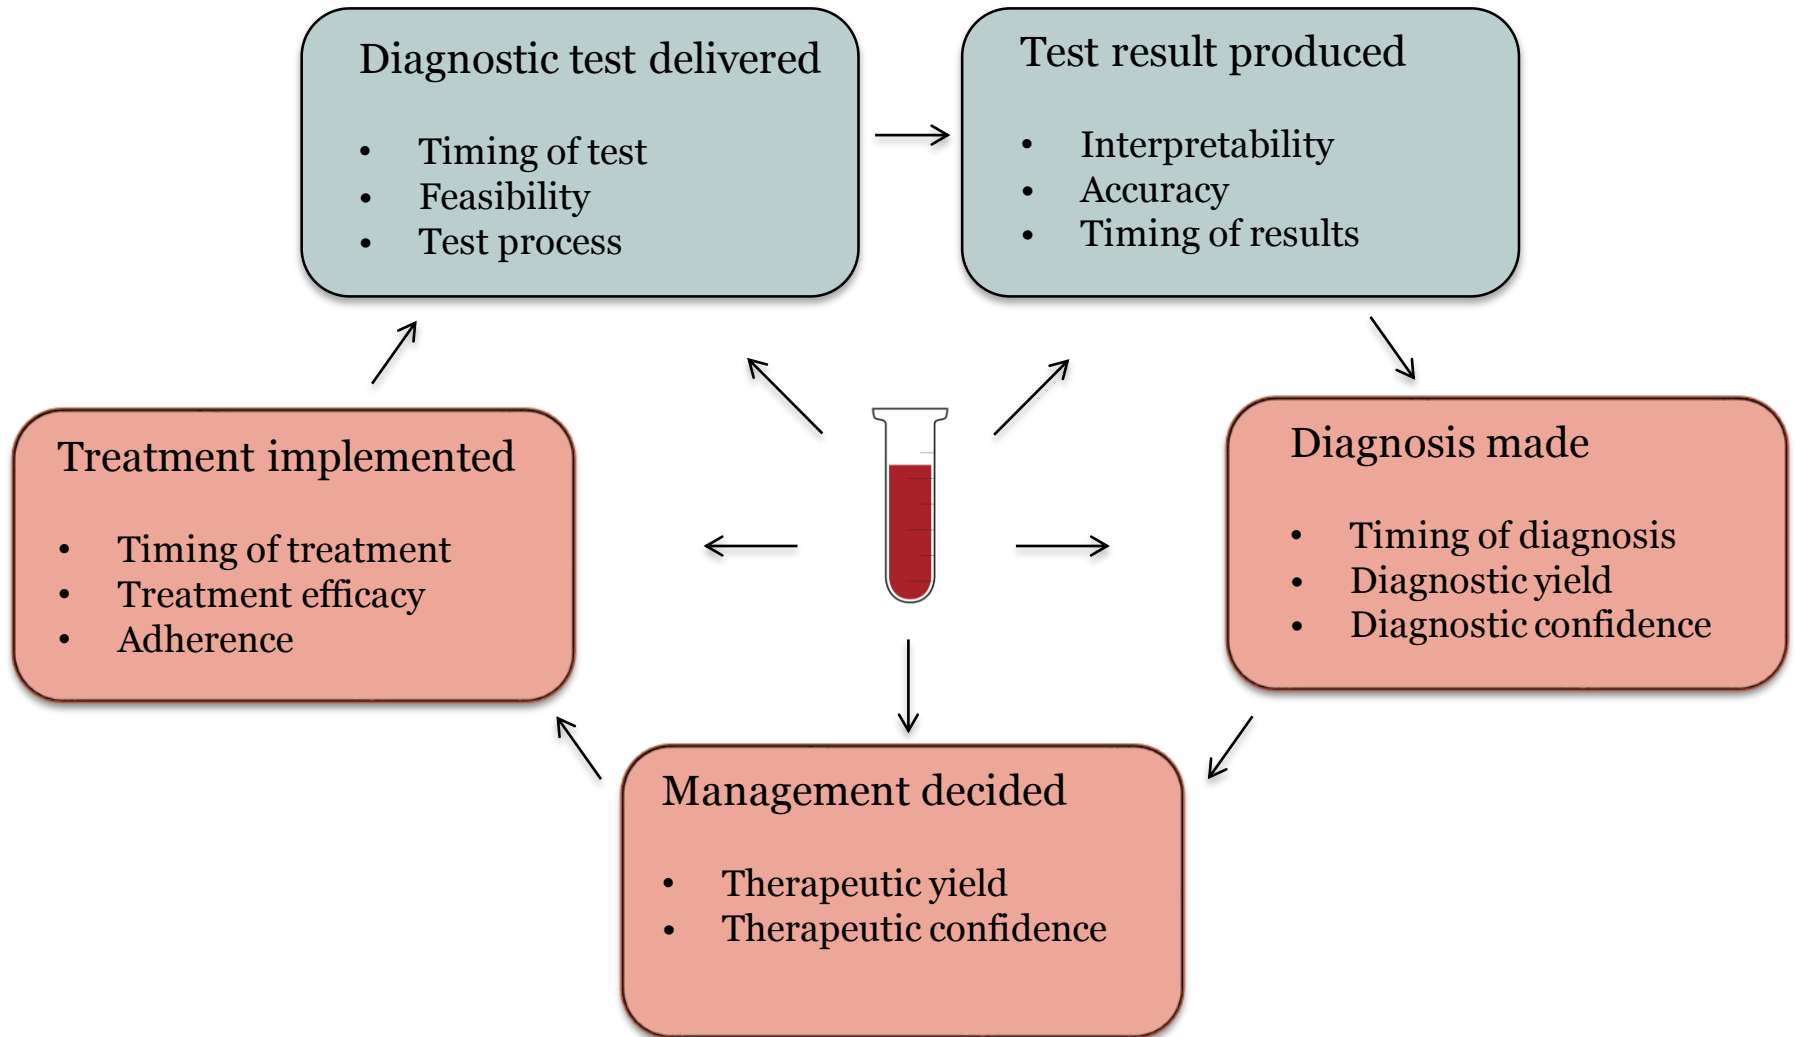 Diagnostic test delivered
• Timing of test
• Feasibility
• Test process
Test result produced
• Interpretability
• Accuracy
• Timing of results
Diagnosis made
• Timing of diagnosis
• Diagnostic yield
• Diagnostic confidence
Management decided
• Therapeutic yield
• Therapeutic confidence
Treatment implemented
• Timing of treatment
• Treatment efficacy
• Adherence